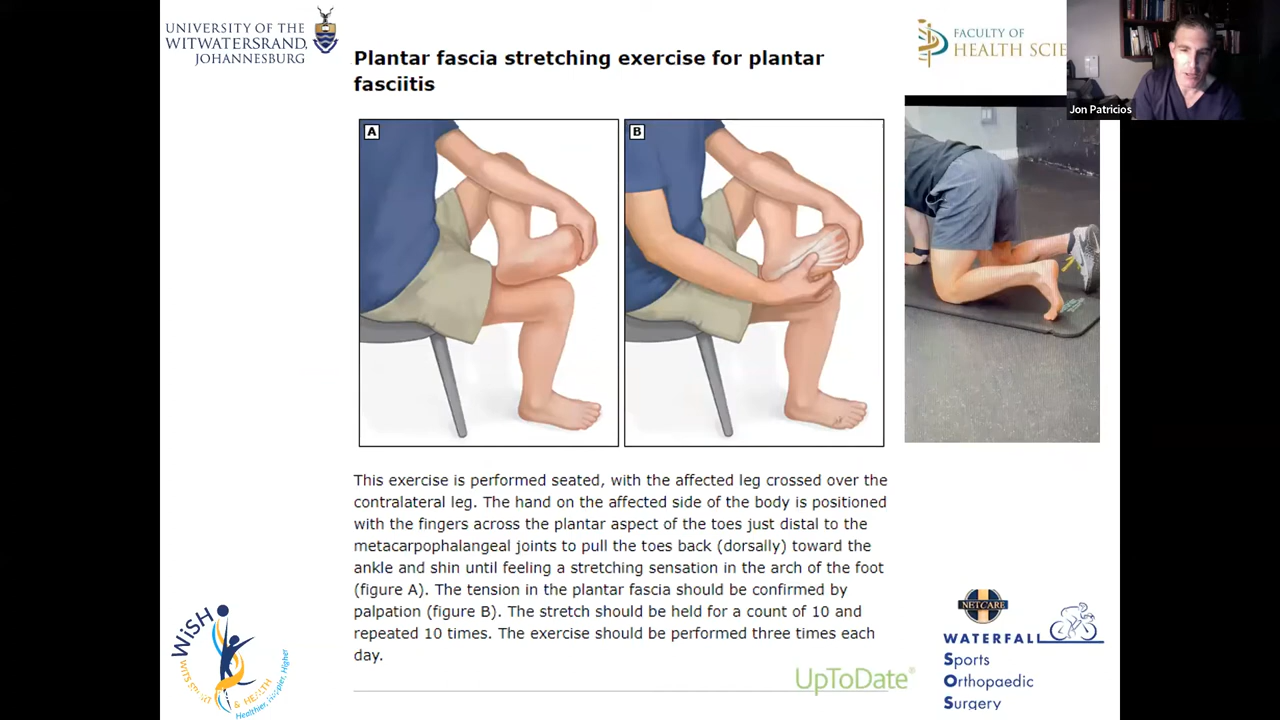 UNIVERSITY OF THE
WITWATERSRAND,
JOHANNESBURG
Plantar fascia stretching exercise for plantar
fasciitis
FACULTY OF
HEALTH SCIE
Jon Patricios
A
B
This exercise is performed seated, with the affected leg crossed over the
contralateral leg. The hand on the affected side of the body is positioned
with the fingers across the plantar aspect of the toes just distal to the
metacarpophalangeal joints to pull the toes back (dorsally) toward the
ankle and shin until feeling a stretching sensation in the arch of the foot
(figure A). The tension in the plantar fascia should be confirmed by
palpation (figure B). The stretch should be held for a count of 10 and
repeated 10 times. The exercise should be performed three times each
day.
UpToDate®
WiSH
WITS SPORT & HEALTH
Healthier, Happier, Higher
NETCARE
WATERFALL
Sports
Orthopaedic
Surgery